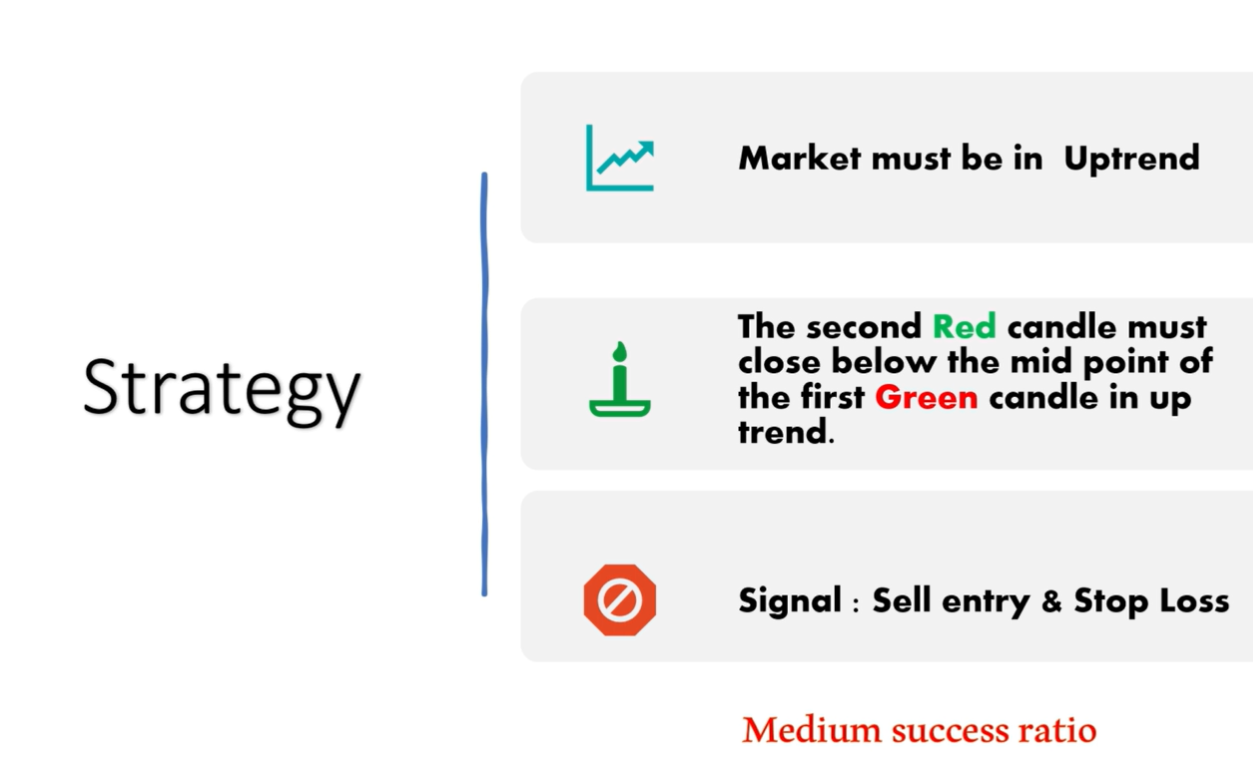 Strategy
Market must be in Uptrend
The second Red candle must
close below the mid point of
the first Green candle in up
trend.
Signal : Sell entry & Stop Loss
Medium success ratio